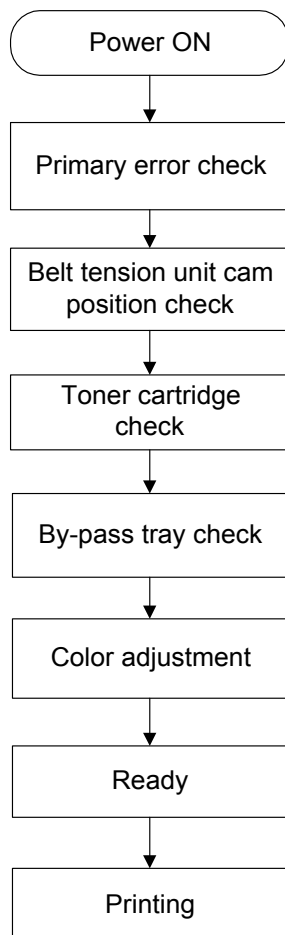 Power ON
Primary error check
Belt tension unit cam
position check
Toner cartridge
check
By-pass tray check
Color adjustment
Ready
Printing